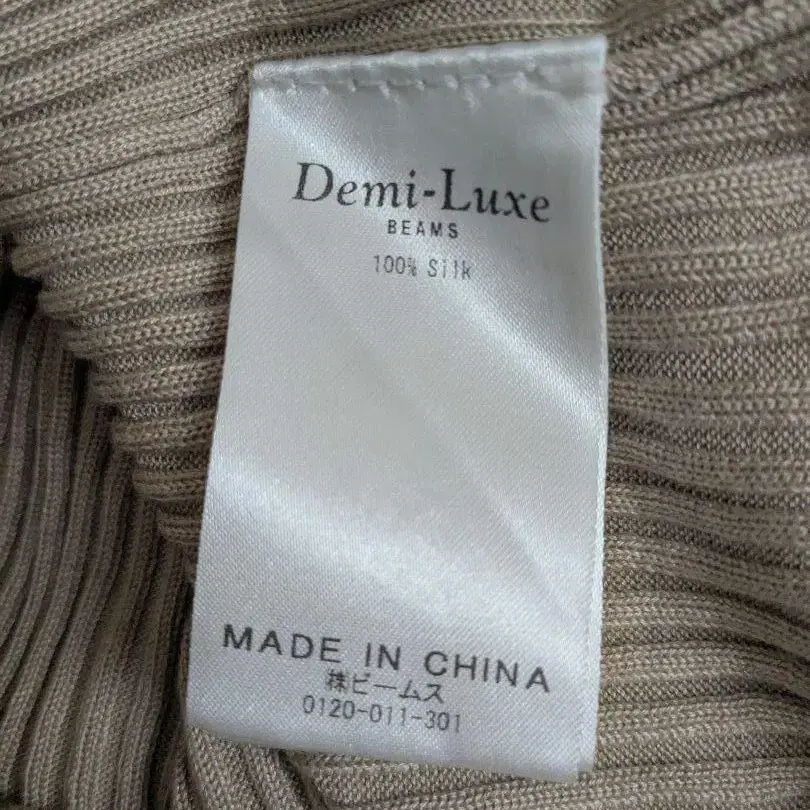 Demi-Luxe
BEAMS
100% Silk
MADE IN CHINA
㈱ビームス
0120-011-301